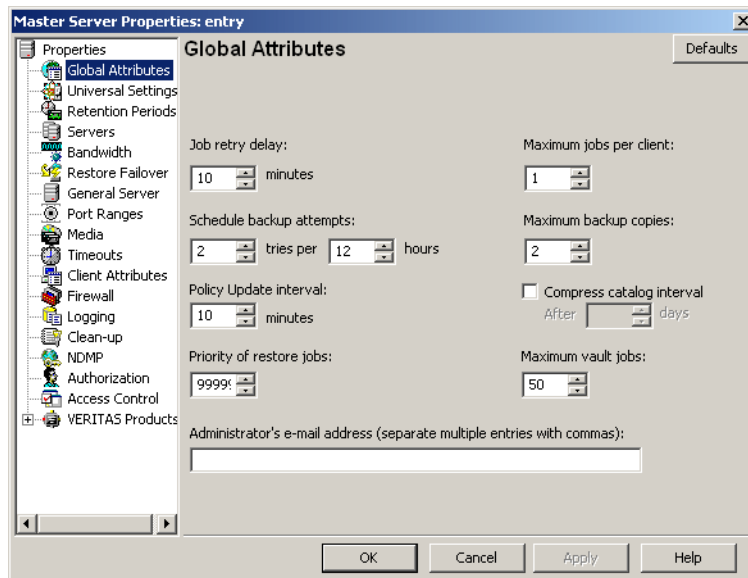 Master Server Properties: entry
Properties
Global Attributes
Universal Settings
Retention Periods
Servers
Bandwidth
Restore Failover
General Server
Port Ranges
Media
Timeouts
Client Attributes
Firewall
Logging
Clean-up
NDMP
Authorization
Access Control
VERITAS Products
Global Attributes
Defaults
Job retry delay:
10 minutes
Maximum jobs per client:
1
Schedule backup attempts:
2 tries per 12 hours
Maximum backup copies:
2
Policy Update interval:
10 minutes
Compress catalog interval
After days
Priority of restore jobs:
Maximum vault jobs:
50
Administrator's e-mail address (separate multiple entries with commas):
OK
Cancel
Apply
Help